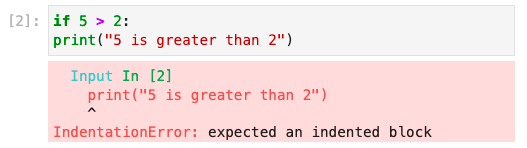 [2]: if 5 > 2:
print("5 is greater than 2")
Input In [2]
print("5 is greater than 2")
^
IndentationError: expected an indented block